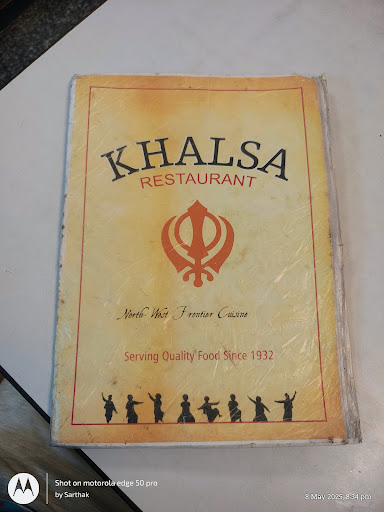 KHALSA
RESTAURANT
North-West Frontier Cuisine
Serving Quality Food Since 1932
Shot on motorola edge 50 pro
by Sarthak
8 May 2025, 8:34 pm